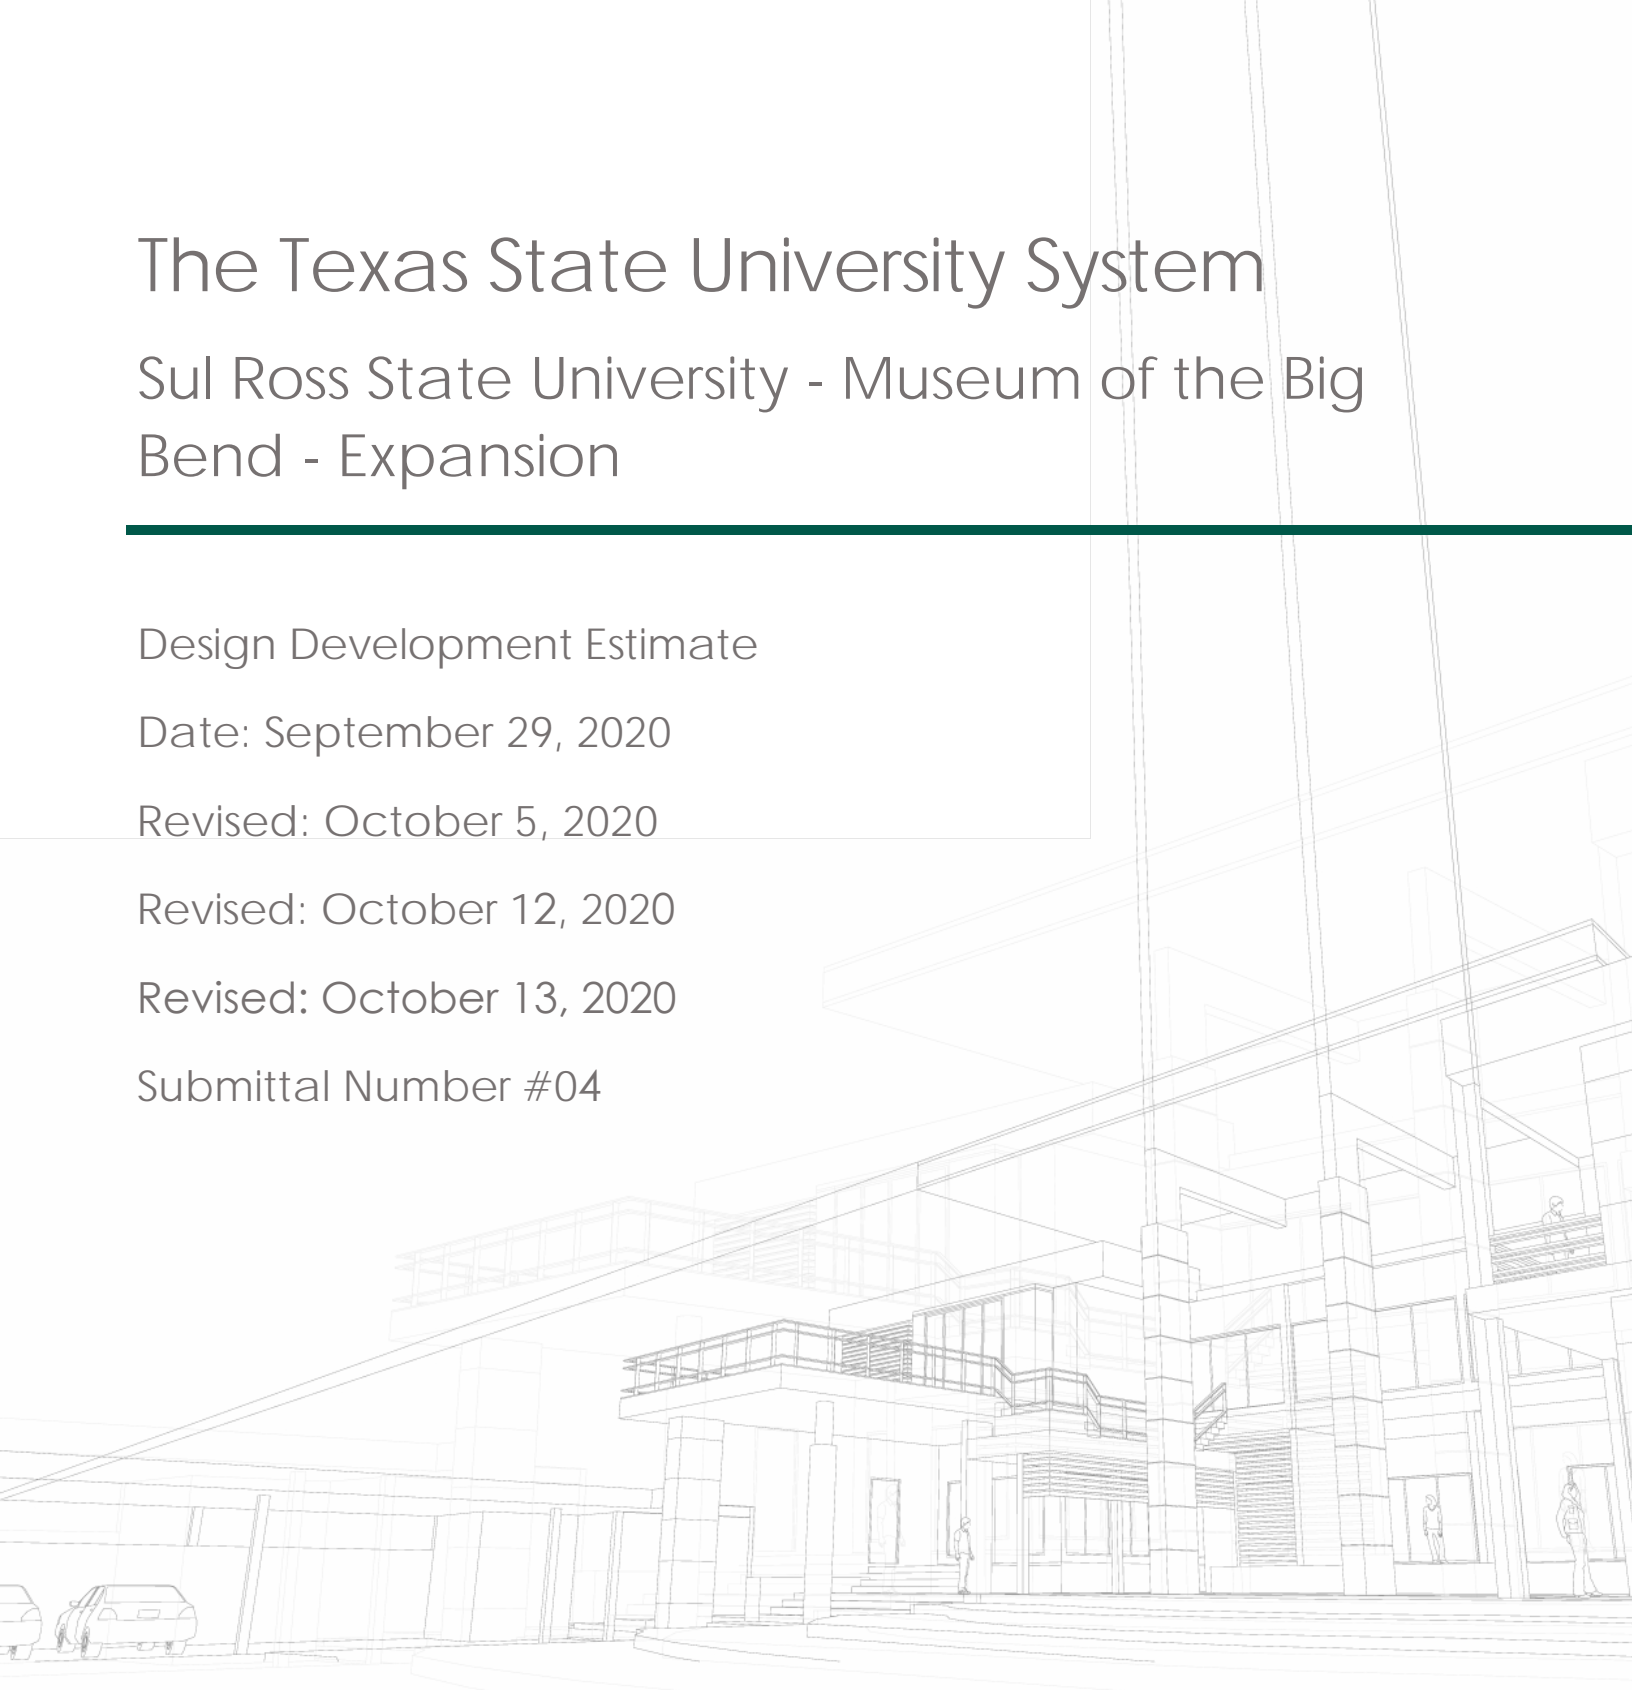 The Texas State University System
Sul Ross State University - Museum of the Big
Bend - Expansion
Design Development Estimate
Date: September 29, 2020
Revised: October 5, 2020
Revised: October 12, 2020
Revised: October 13, 2020
Submittal Number #04